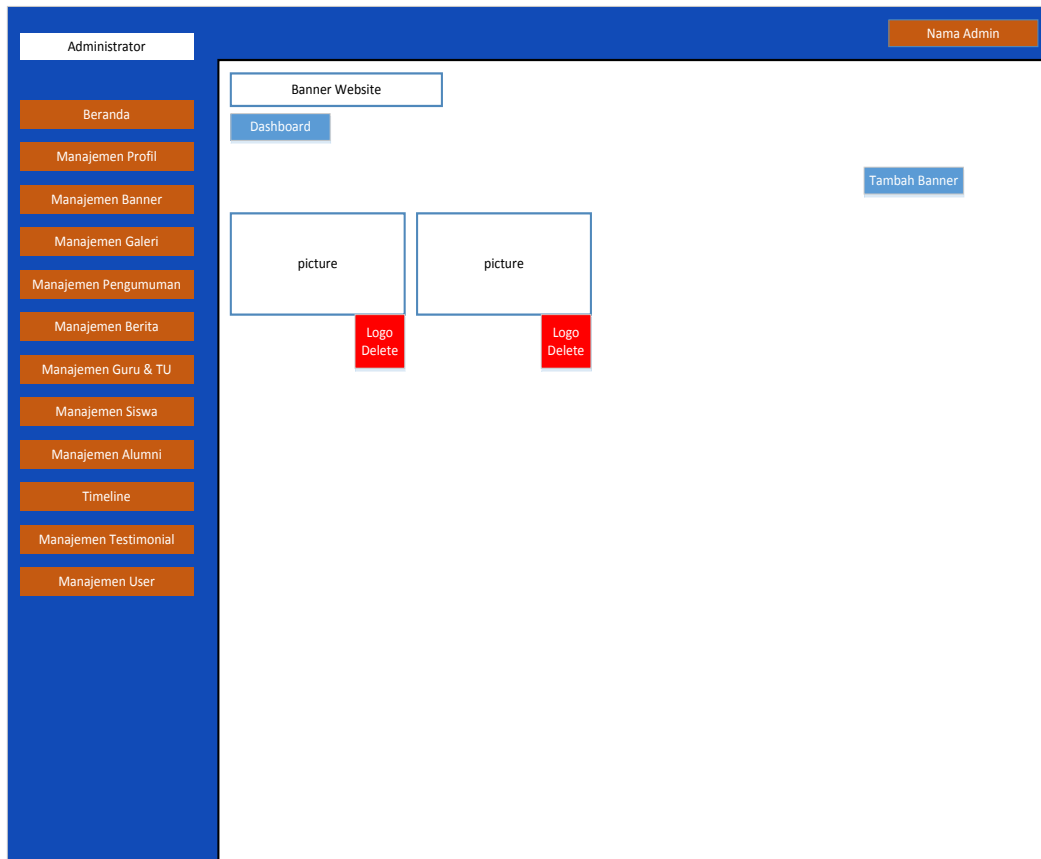 Nama Admin
Administrator
Beranda
Manajemen Profil
Manajemen Banner
Manajemen Galeri
Manajemen Pengumuman
Manajemen Berita
Manajemen Guru & TU
Manajemen Siswa
Manajemen Alumni
Timeline
Manajemen Testimonial
Manajemen User
Banner Website
Dashboard
Tambah Banner
picture
picture
Logo
Delete
Logo
Delete